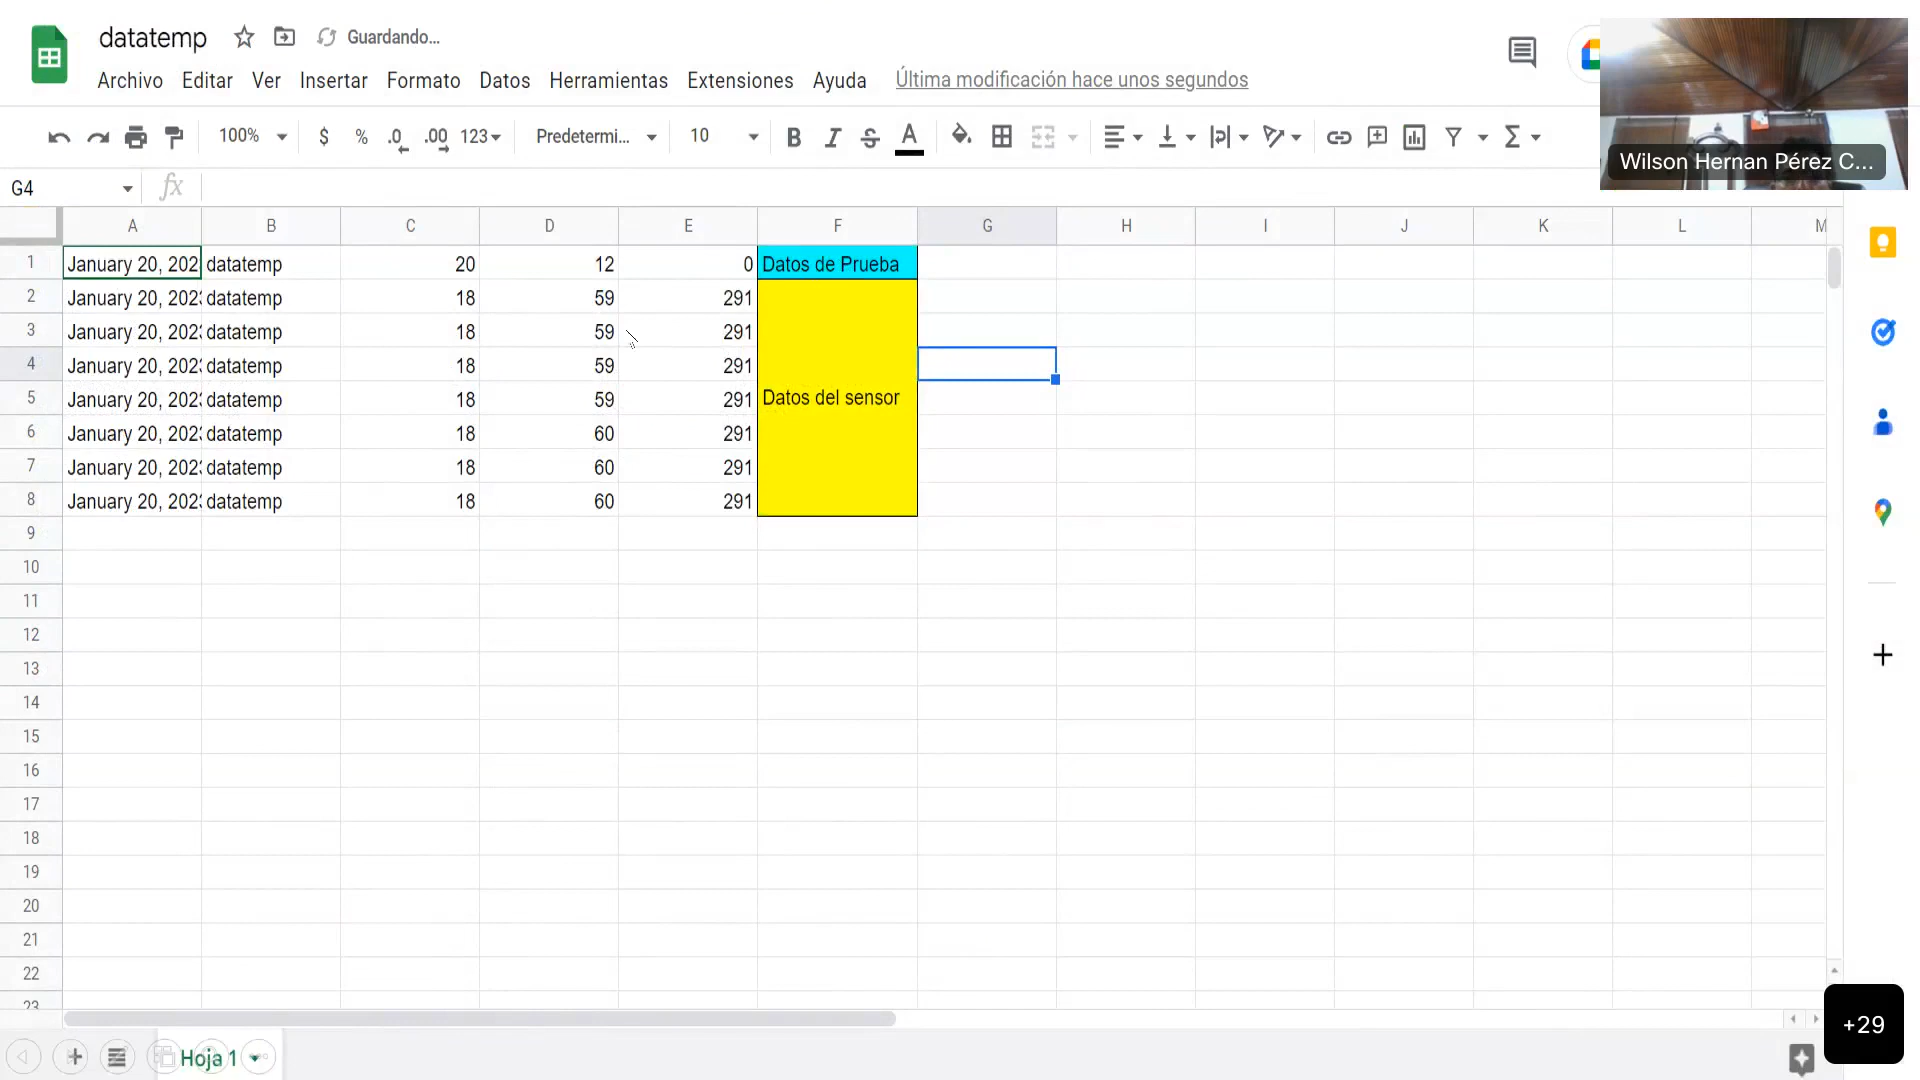 datatemp Guardando...
Archivo Editar Ver Insertar Formato Datos Herramientas Extensiones Ayuda Última modificación hace unos segundos
100% $ % .0 .00 123 Predetermi... 10 B I S A
Wilson Hernan Pérez C...
G4 fx
A B C D E F G H I J K L M
1 January 20, 202 datatemp 20 12 0 Datos de Prueba
2 January 20, 202 datatemp 18 59 291
3 January 20, 202 datatemp 18 59 291
4 January 20, 202 datatemp 18 59 291
5 January 20, 202 datatemp 18 59 291 Datos del sensor
6 January 20, 202 datatemp 18 60 291
7 January 20, 202 datatemp 18 60 291
8 January 20, 202 datatemp 18 60 291
9
10
11
12
13
14
15
16
17
18
19
20
21
22
23
+29
Hoja 1